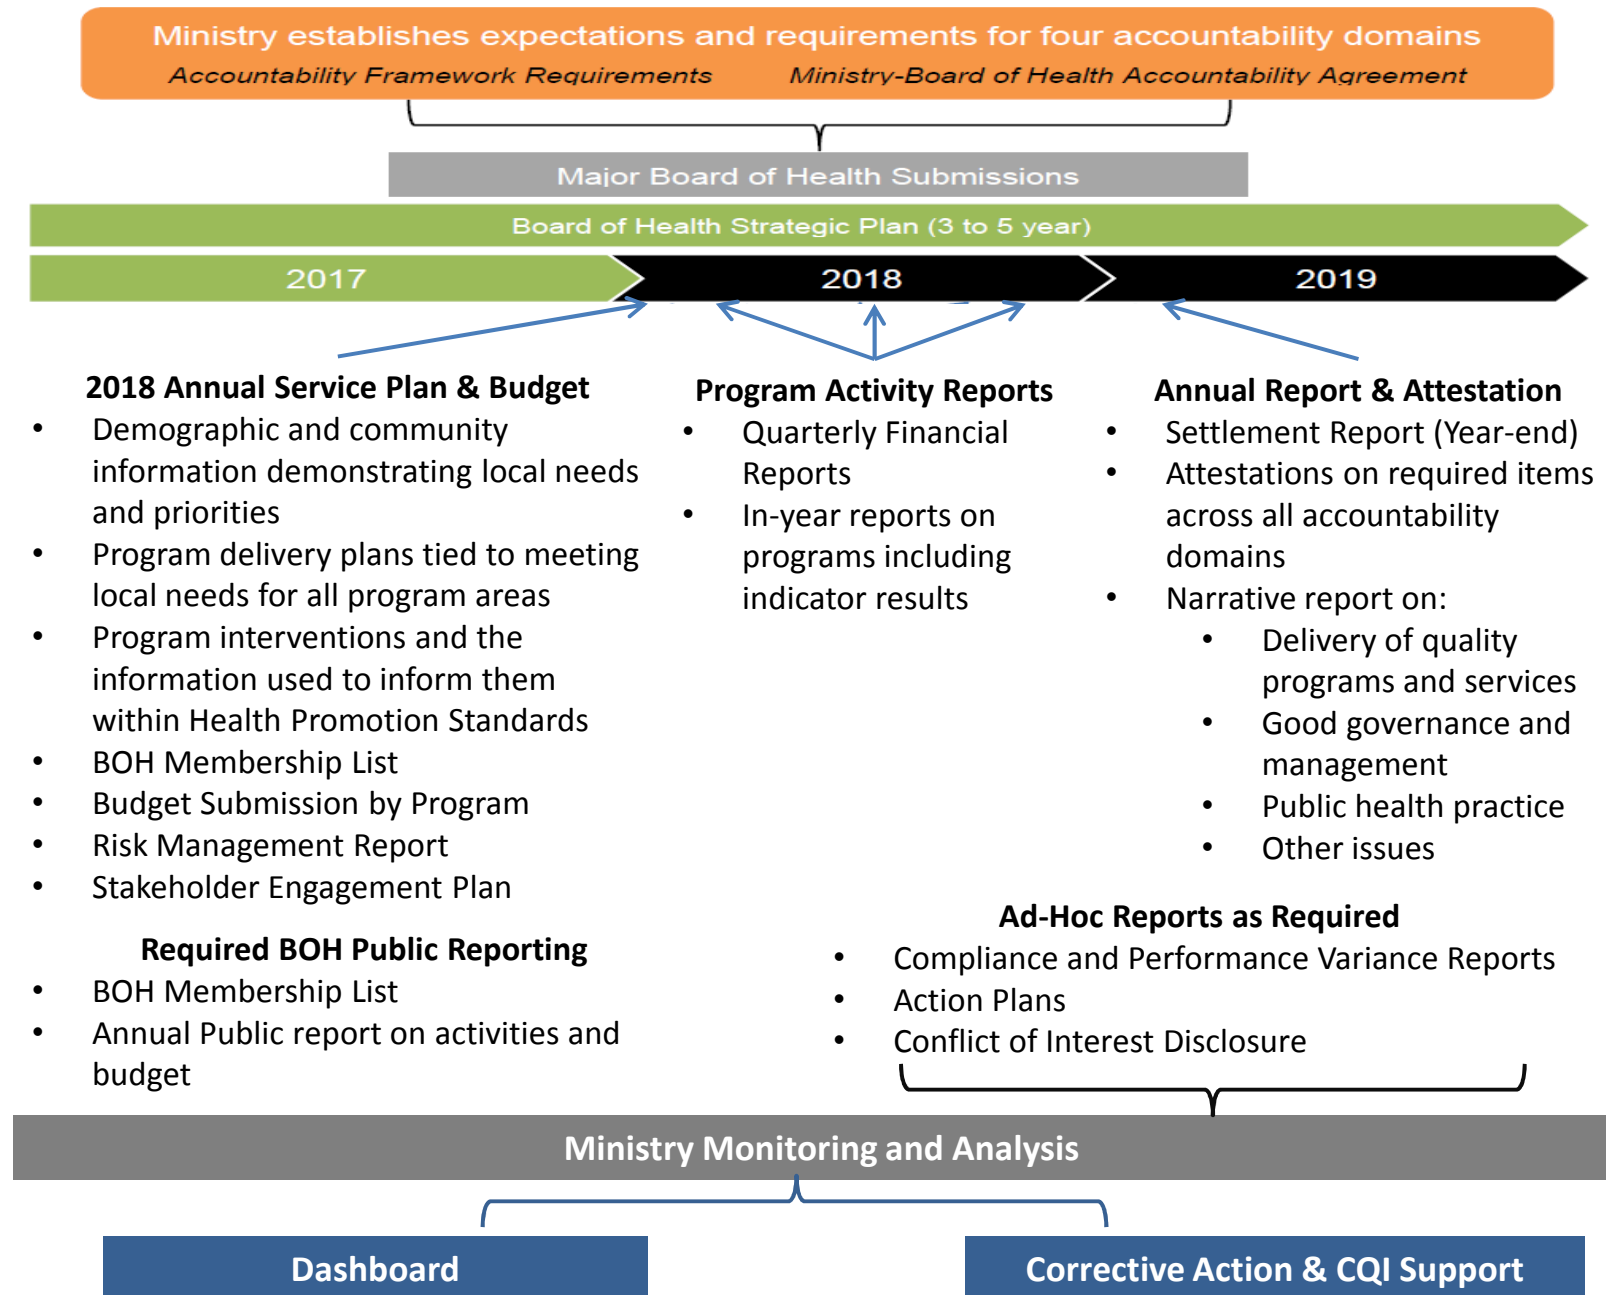 Ministry establishes expectations and requirements for four accountability domains
Accountability Framework Requirements Ministry-Board of Health Accountability Agreement
Major Board of Health Submissions
Board of Health Strategic Plan (3 to 5 year)
2017 2018 2019
2018 Annual Service Plan & Budget
• Demographic and community
information demonstrating local needs
and priorities
• Program delivery plans tied to meeting
local needs for all program areas
• Program interventions and the
information used to inform them
within Health Promotion Standards
• BOH Membership List
• Budget Submission by Program
• Risk Management Report
• Stakeholder Engagement Plan
Required BOH Public Reporting
• BOH Membership List
• Annual Public report on activities and
budget
Program Activity Reports
• Quarterly Financial
Reports
• In-year reports on
programs including
indicator results
Annual Report & Attestation
• Settlement Report (Year-end)
• Attestations on required items
across all accountability
domains
• Narrative report on:
• Delivery of quality
programs and services
• Good governance and
management
• Public health practice
• Other issues
Ad-Hoc Reports as Required
• Compliance and Performance Variance Reports
• Action Plans
• Conflict of Interest Disclosure
Ministry Monitoring and Analysis
Dashboard
Corrective Action & CQI Support